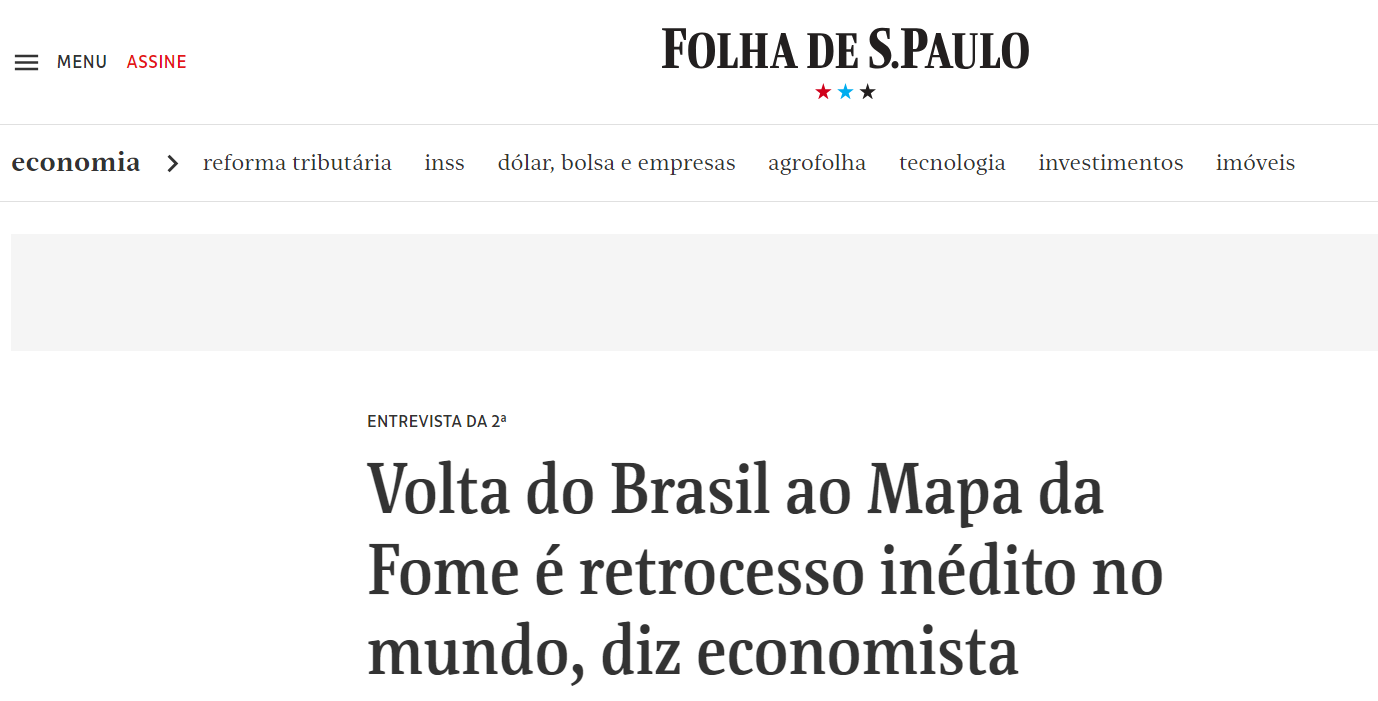 MENU ASSINE
FOLHA DE S.PAULO
economia reforma tributária inss dólar, bolsa e empresas agrofolha tecnologia investimentos imóveis
ENTREVISTA DA 2ª
Volta do Brasil ao Mapa da
Fome é retrocesso inédito no
mundo, diz economista